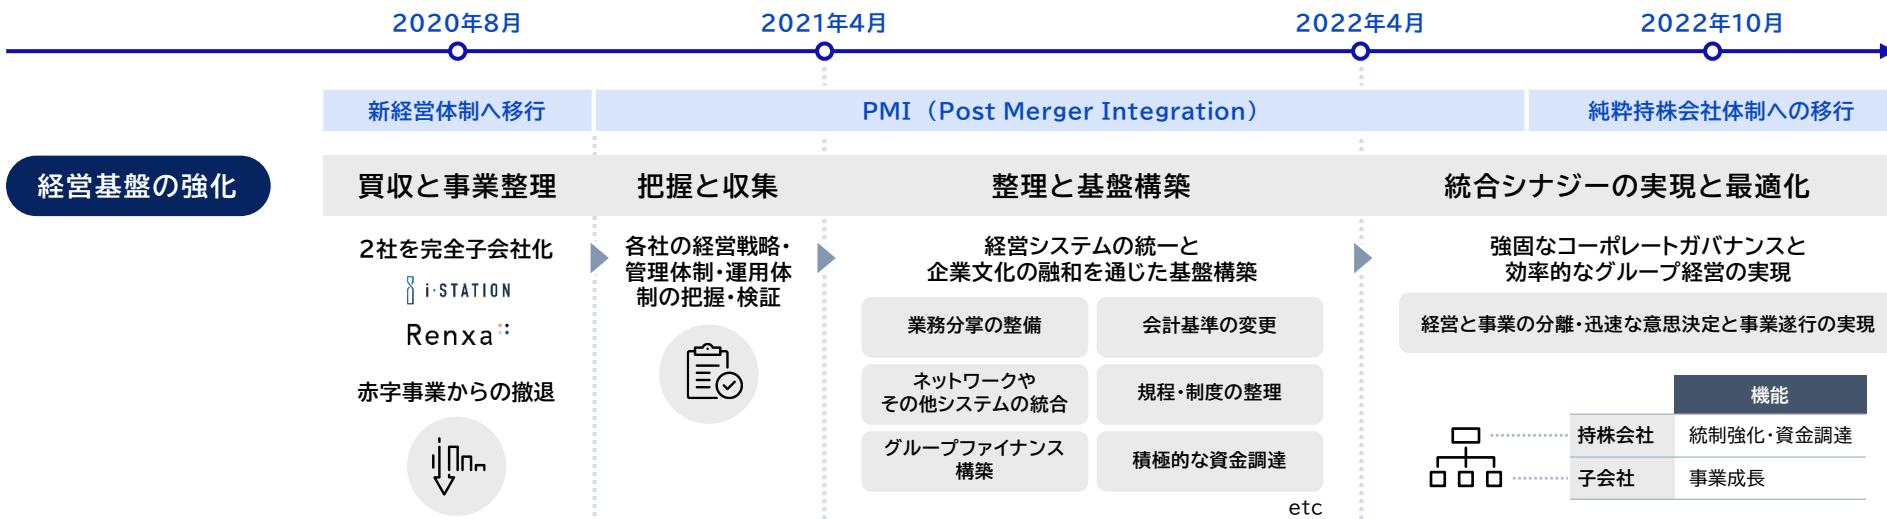 2020年8月
2021年4月
2022年4月
2022年10月
新経営体制へ移行
PMI（Post Merger Integration）
純粋持株会社体制への移行
経営基盤の強化
買収と事業整理
把握と収集
整理と基盤構築
統合シナジーの実現と最適化
2社を完全子会社化
i·STATION
Renxa
赤字事業からの撤退
各社の経営戦略・
管理体制・運用体
制の把握・検証
経営システムの統一と
企業文化の融和を通じた基盤構築
業務分掌の整備
会計基準の変更
ネットワークや
その他システムの統合
規程・制度の整理
グループファイナンス
構築
積極的な資金調達
etc
強固なコーポレートガバナンスと
効率的なグループ経営の実現
経営と事業の分離・迅速な意思決定と事業遂行の実現
機能
持株会社 統制強化・資金調達
子会社 事業成長